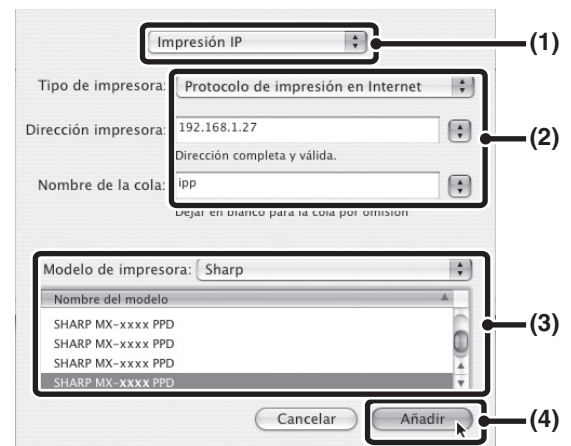 Impresión IP
(1)
Tipo de impresora: Protocolo de impresión en Internet
Dirección impresora: 192.168.1.27
(2)
Dirección completa y válida.
Nombre de la cola: ipp
Dejar en blanco para la cola por omisión
Modelo de impresora: Sharp
Nombre del modelo
SHARP MX-xxxx PPD
SHARP MX-xxxx PPD
(3)
SHARP MX-xxxx PPD
SHARP MX-xxxx PPD
Cancelar Añadir (4)